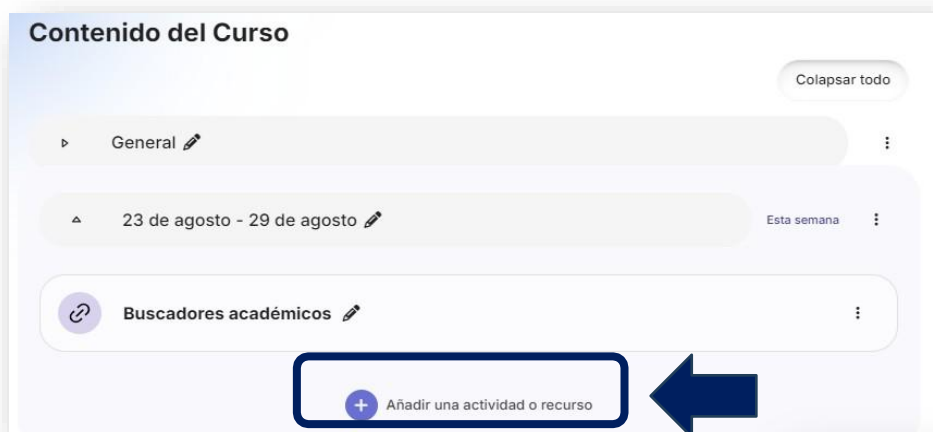 Contenido del Curso
Colapsar todo
General
23 de agosto - 29 de agosto
Esta semana
Buscadores académicos
Añadir una actividad o recurso